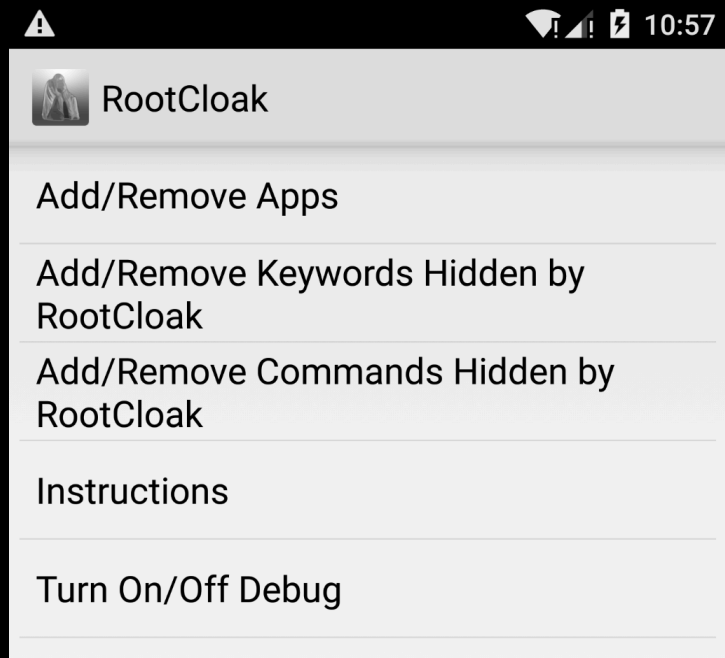 10:57
RootCloak
Add/Remove Apps
Add/Remove Keywords Hidden by
RootCloak
Add/Remove Commands Hidden by
RootCloak
Instructions
Turn On/Off Debug